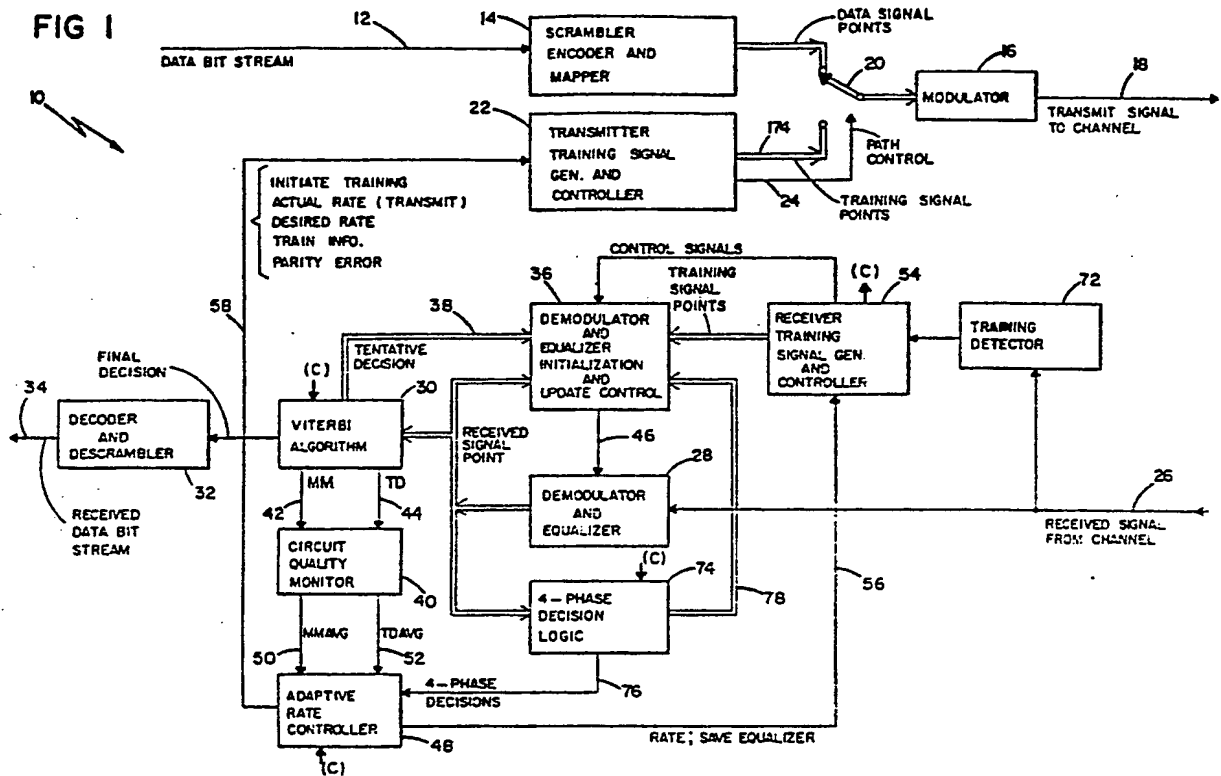 FIG 1
10
12
DATA BIT STREAM
14
SCRAMBLER
ENCODER AND
MAPPER
DATA SIGNAL
POINTS
20
16
MODULATOR
18
TRANSMIT SIGNAL
TO CHANNEL
22
TRANSMITTER
TRAINING SIGNAL
GEN. AND
CONTROLLER
174
24
PATH
CONTROL
TRAINING SIGNAL
POINTS
INITIATE TRAINING
ACTUAL RATE (TRANSMIT)
DESIRED RATE
TRAIN INFO.
PARITY ERROR
58
CONTROL SIGNALS
36
DEMODULATOR
AND
EQUALIZER
INITIALIZATION
AND
UPDATE CONTROL
TRAINING
SIGNAL
POINTS
(C)
54
RECEIVER
TRAINING
SIGNAL GEN.
AND
CONTROLLER
72
TRAINING
DETECTOR
38
TENTATIVE
DECISION
FINAL
DECISION
34
DECODER
AND
DESCRAMBLER
32
RECEIVED
DATA BIT
STREAM
(C)
30
VITERBI
ALGORITHM
RECEIVED
SIGNAL
POINT
46
28
DEMODULATOR
AND
EQUALIZER
26
RECEIVED SIGNAL
FROM CHANNEL
MM
TD
42
44
CIRCUIT
QUALITY
MONITOR
40
(C)
74
4-PHASE
DECISION
LOGIC
78
56
MMAVG
TDAVG
50
52
76
4-PHASE
DECISIONS
ADAPTIVE
RATE
CONTROLLER
48
(C)
RATE; SAVE EQUALIZER